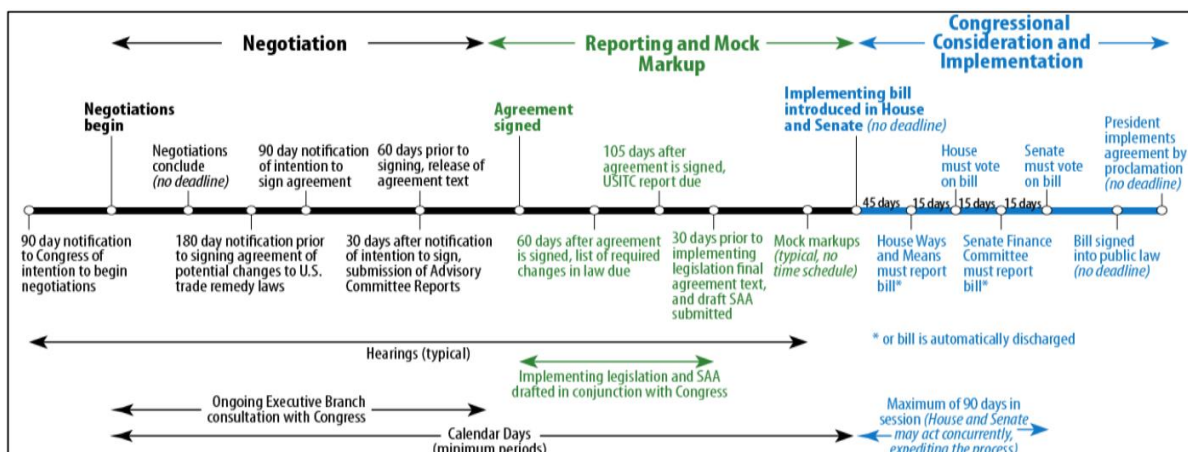 Negotiation
Reporting and Mock
Markup
Congressional
Consideration and
Implementation
Negotiations
begin
Agreement
signed
Implementing bill
introduced in House
and Senate (no deadline)
President
implements
agreement by
proclamation
(no deadline)
Negotiations
conclude
(no deadline)
90 day notification
of intention to
sign agreement
60 days prior to
signing, release of
agreement text
105 days after
agreement is signed,
USITC report due
House
must vote
on bill
Senate
must vote
on bill
45 days
15 days
15 days
15 days
90 day notification
to Congress of
intention to begin
negotiations
180 day notification prior
to signing agreement of
potential changes to U.S.
trade remedy laws
30 days after notification
of intention to sign,
submission of Advisory
Committee Reports
60 days after agreement
is signed, list of required
changes in law due
30 days prior to
implementing
legislation final
agreement text,
and draft SAA
submitted
Mock markups
(typical, no
time schedule)
House Ways
and Means
must report
bill*
Senate Finance
Committee
must report
bill*
Bill signed
into public law
(no deadline)
* or bill is automatically discharged
Hearings (typical)
Implementing legislation and SAA
drafted in conjunction with Congress
Ongoing Executive Branch
consultation with Congress
Calendar Days
(minimum periods)
Maximum of 90 days in
session (House and Senate
may act concurrently,
expediting the process)